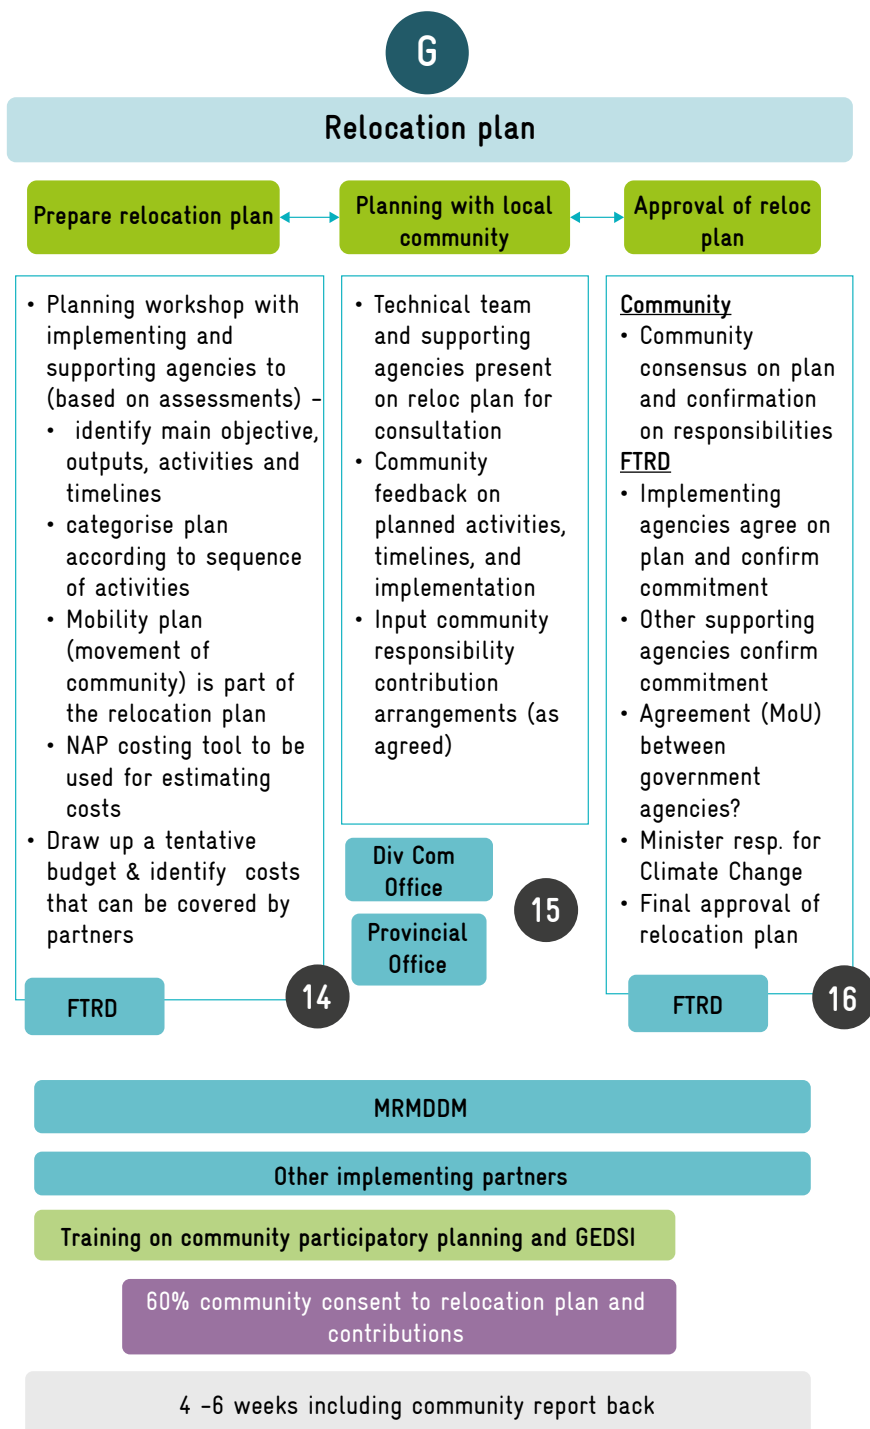 G
Relocation plan
Prepare relocation plan
• Planning workshop with
implementing and
supporting agencies to
(based on assessments) -
• identify main objective,
outputs, activities and
timelines
• categorise plan
according to sequence
of activities
• Mobility plan
(movement of
community) is part of
the relocation plan
• NAP costing tool to be
used for estimating
costs
• Draw up a tentative
budget & identify costs
that can be covered by
partners
FTRD
14
Planning with local
community
• Technical team
and supporting
agencies present
on reloc plan for
consultation
• Community
feedback on
planned activities,
timelines, and
implementation
• Input community
responsibility
contribution
arrangements (as
agreed)
Div Com
Office
Provincial
Office
15
Approval of reloc
plan
Community
• Community
consensus on plan
and confirmation
on responsibilities
FTRD
• Implementing
agencies agree on
plan and confirm
commitment
• Other supporting
agencies confirm
commitment
• Agreement (MoU)
between
government
agencies?
• Minister resp. for
Climate Change
• Final approval of
relocation plan
FTRD
16
MRMDDM
Other implementing partners
Training on community participatory planning and GEDSI
60% community consent to relocation plan and
contributions
4 -6 weeks including community report back